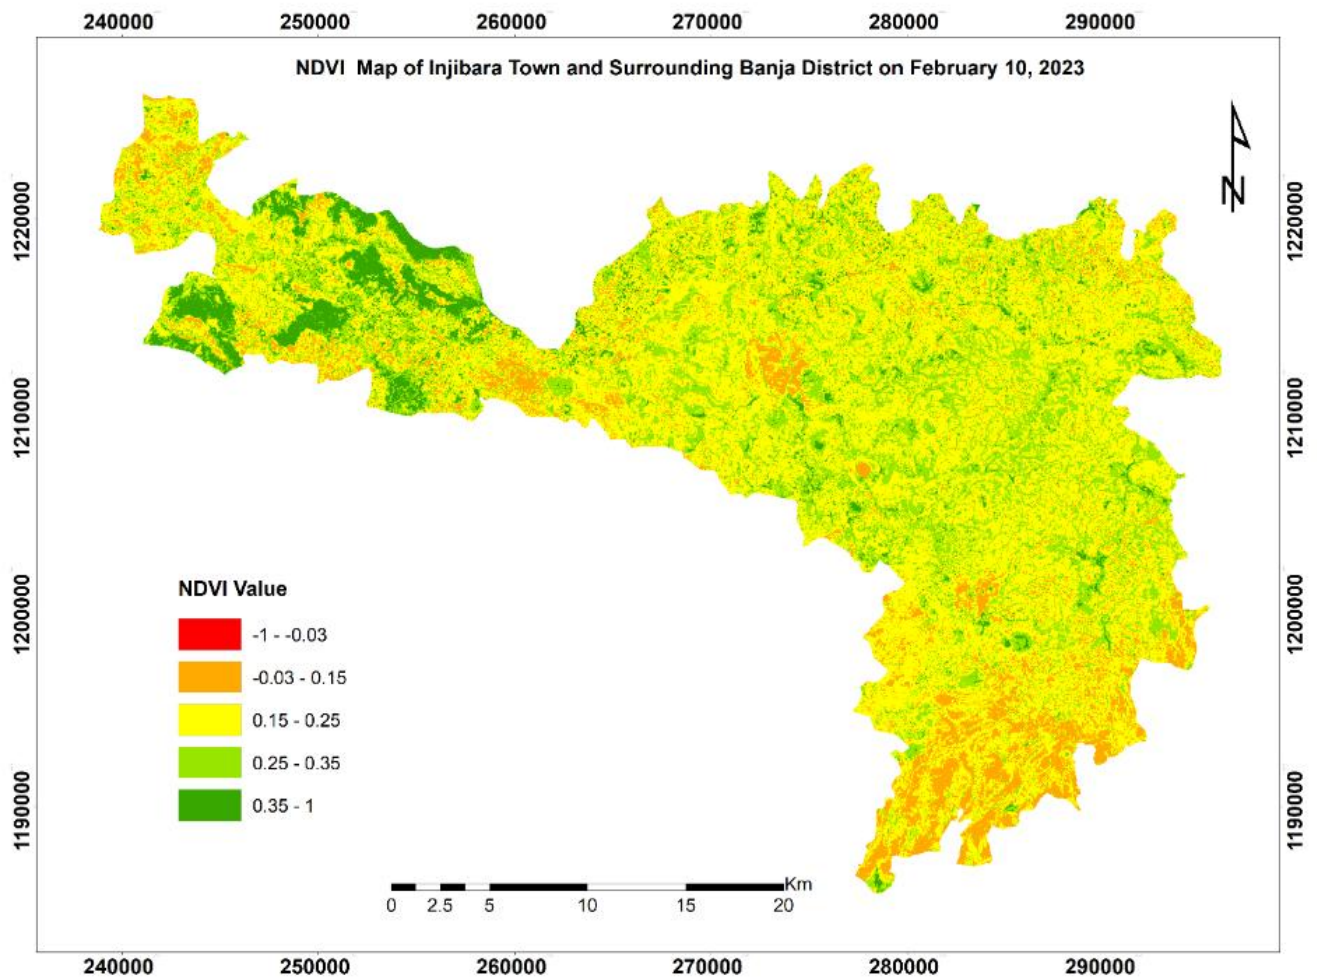 240000 250000 260000 270000 280000 290000
NDVI Map of Injibara Town and Surrounding Banja District on February 10, 2023
N
1220000 1220000
1210000 1210000
1200000 1200000
1190000 1190000
NDVI Value
-1 - -0.03
-0.03 - 0.15
0.15 - 0.25
0.25 - 0.35
0.35 - 1
Km
0 2.5 5 10 15 20
240000 250000 260000 270000 280000 290000